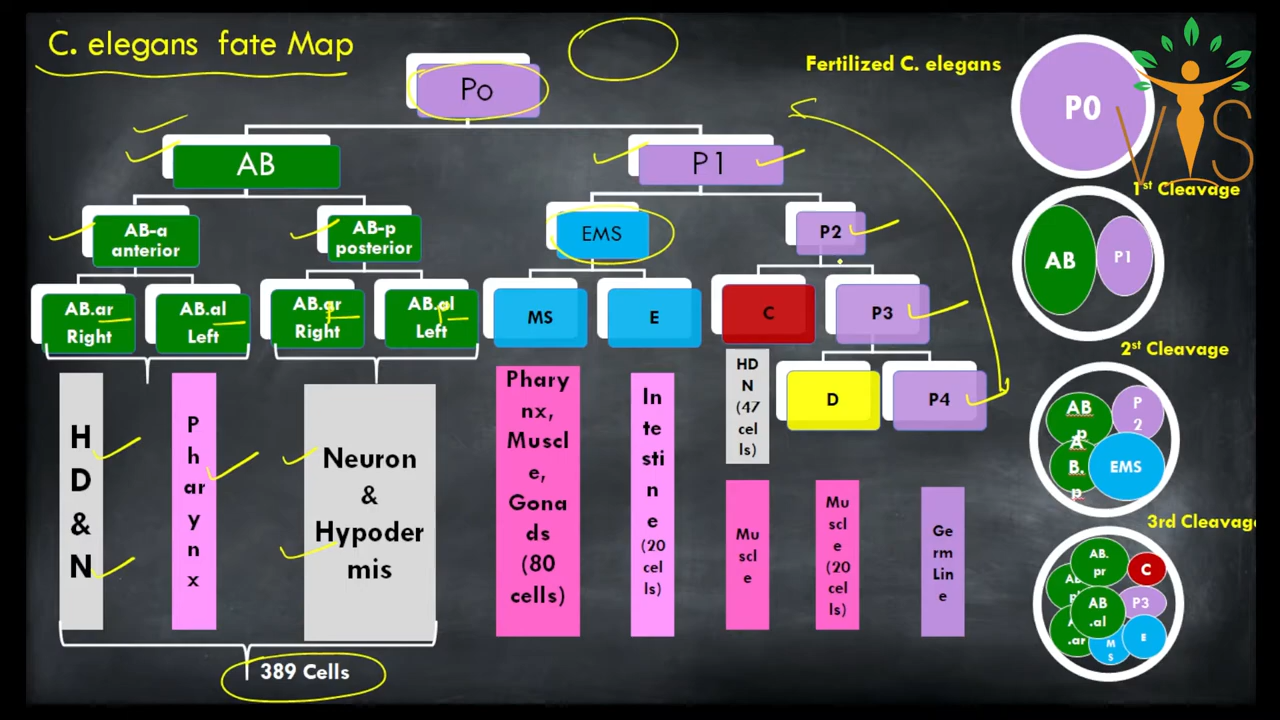 C. elegans fate Map
Po
Fertilized C. elegans
P0
V S
1st Cleavage
AB
P1
AB-a
anterior
AB-p
posterior
EMS
P2
AB
P1
AB.ar
Right
AB.al
Left
AB.ar
Right
AB.al
Left
MS
E
C
P3
2st Cleavage
D
P4
AB
p
P
2
A
B.
p
EMS
H
D
&
N
P
h
ar
y
n
x
Neuron
&
Hypoder
mis
Phary
nx,
Muscl
e,
Gona
ds
(80
cells)
In
te
sti
n
e
(20
cel
ls)
HD
N
(47
cel
ls)
Mu
scl
e
Mu
scl
e
(20
cel
ls)
Ge
rm
Lin
e
3rd Cleavage
AB.
pr
C
AB
.al
P3
.ar
M
S
E
389 Cells